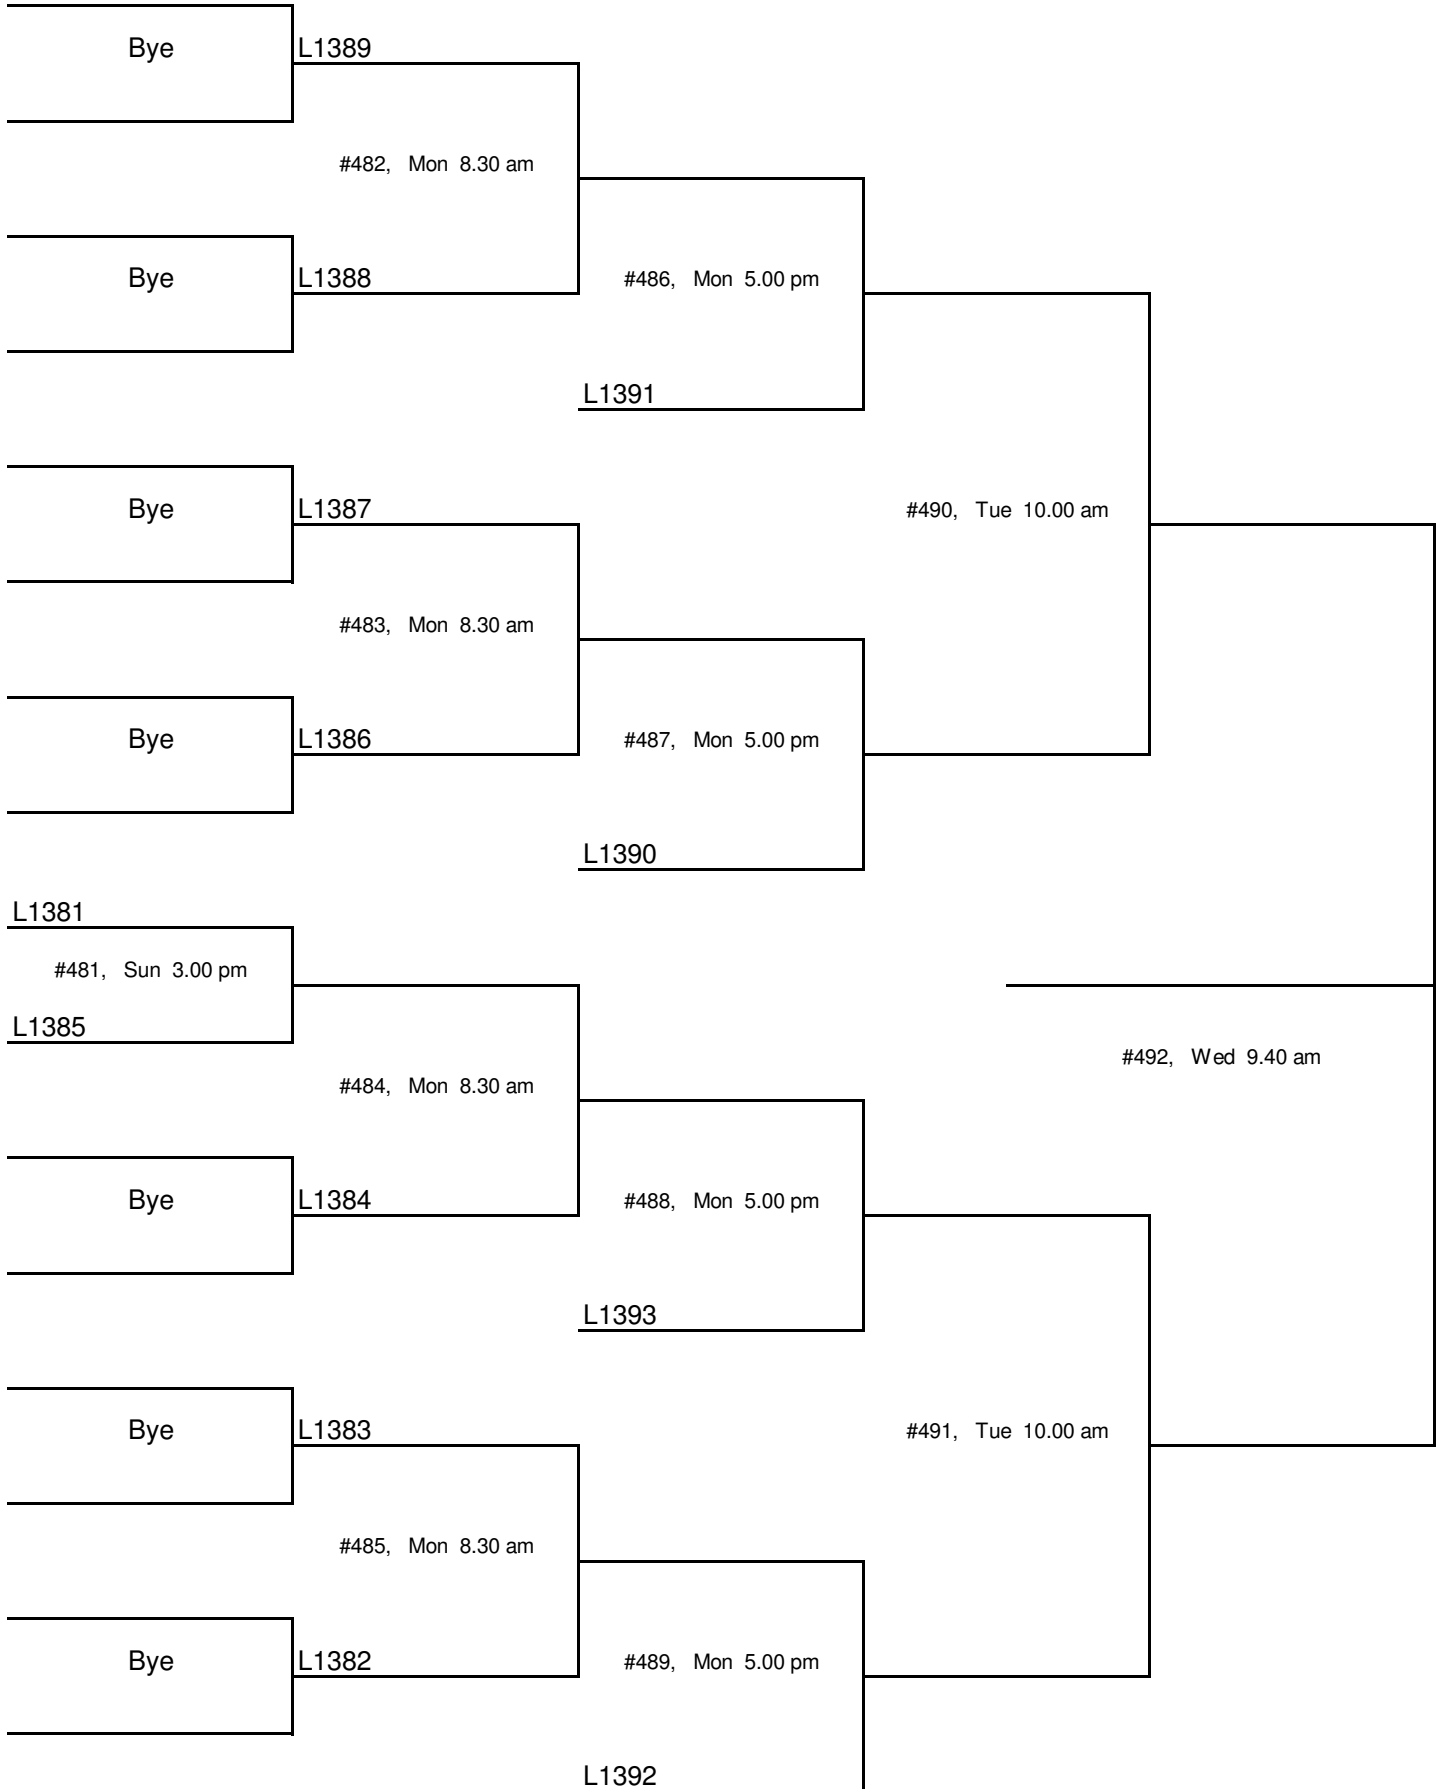 Bye
L1389
#482, Mon 8.30 am
Bye
L1388
#486, Mon 5.00 pm
L1391
Bye
L1387
#490, Tue 10.00 am
#483, Mon 8.30 am
Bye
L1386
#487, Mon 5.00 pm
L1390
L1381
#481, Sun 3.00 pm
L1385
#492, Wed 9.40 am
#484, Mon 8.30 am
Bye
L1384
#488, Mon 5.00 pm
L1393
Bye
L1383
#491, Tue 10.00 am
#485, Mon 8.30 am
Bye
L1382
#489, Mon 5.00 pm
L1392